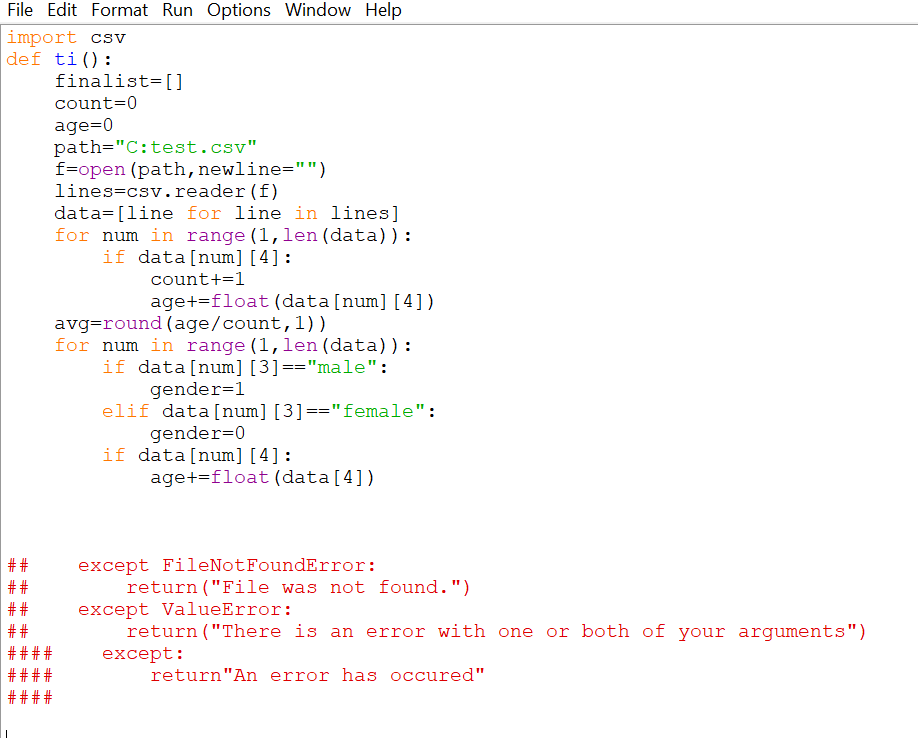 File Edit Format Run Options Window Help
import csv
def ti():
    finalist=[]
    count=0
    age=0
    path="C:test.csv"
    f=open(path,newline="")
    lines=csv.reader(f)
    data=[line for line in lines]
    for num in range(1,len(data)):
        if data[num][4]:
            count+=1
            age+=float(data[num][4])
    avg=round(age/count,1))
    for num in range(1,len(data)):
        if data[num][3]=="male":
            gender=1
        elif data[num][3]=="female":
            gender=0
        if data[num][4]:
            age+=float(data[4])
##    except FileNotFoundError:
##        return("File was not found.")
##    except ValueError:
##        return("There is an error with one or both of your arguments")
####    except:
####        return"An error has occured"
####